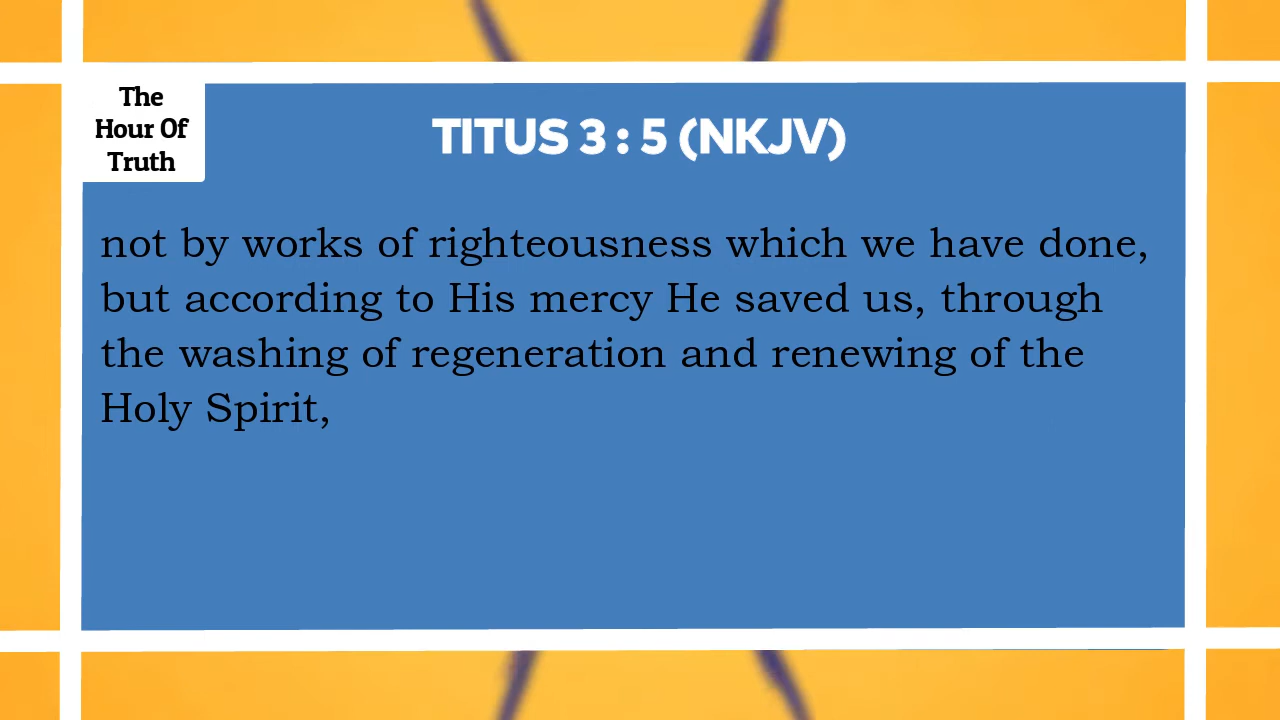 The
Hour Of
Truth
TITUS 3 : 5 (NKJV)
not by works of righteousness which we have done,
but according to His mercy He saved us, through
the washing of regeneration and renewing of the
Holy Spirit,